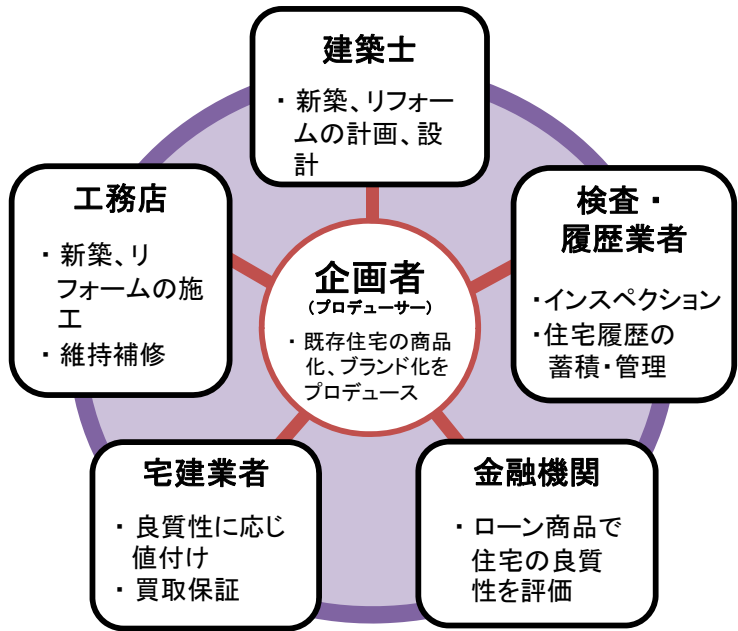 建築士
・ 新築、リフォー
ムの計画、設
計
工務店
・ 新築、リ
フォームの施
工
・ 維持補修
検査・
履歴業者
・インスペクション
・住宅履歴の
蓄積・管理
企画者
（プロデューサー）
・ 既存住宅の商品
化、ブランド化を
プロデュース
宅建業者
・ 良質性に応じ
値付け
・ 買取保証
金融機関
・ ローン商品で
住宅の良質
性を評価